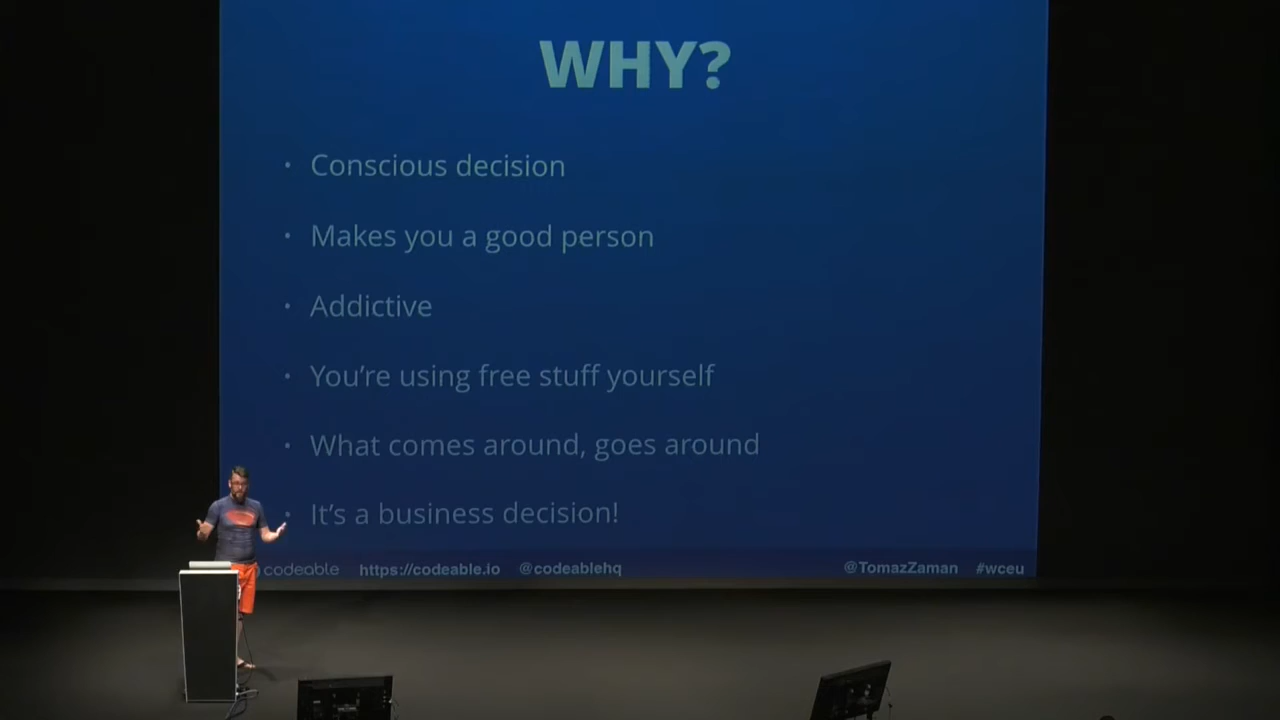 WHY?
• Conscious decision
• Makes you a good person
• Addictive
• You’re using free stuff yourself
• What comes around, goes around
• It’s a business decision!
codeable https://codeable.io @codeablehq @TomazZaman #wceu